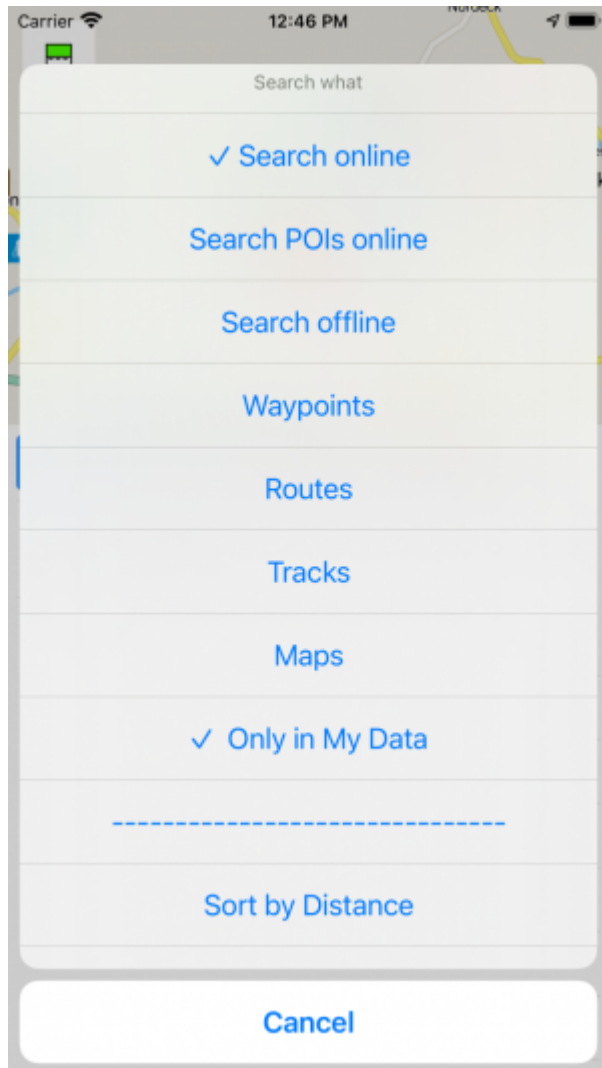 Carrier 12:46 PM
Search what
✓ Search online
Search POIs online
Search offline
Waypoints
Routes
Tracks
Maps
✓ Only in My Data
-------------------------------
Sort by Distance
Cancel